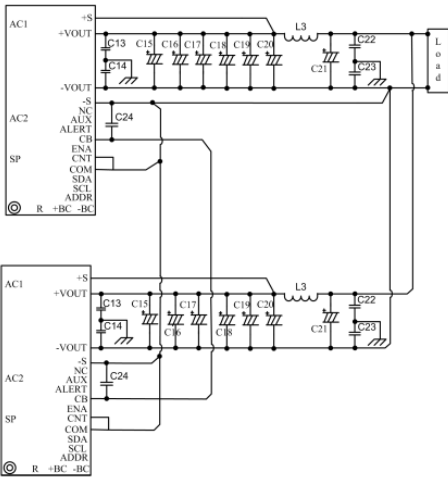 +S
AC1
+VOUT
L3
C13
C15
C16
C17
C18
C19
C20
C22
Load
C14
C21
C23
-VOUT
-S
NC
C24
AC2
AUX
ALERT
CB
ENA
SP
CNT
COM
SDA
SCL
ADDR
R +BC -BC
+S
AC1
+VOUT
L3
C13
C15
C17
C19
C20
C22
C14
C16
C18
C21
C23
-VOUT
-S
NC
C24
AC2
AUX
ALERT
CB
ENA
SP
CNT
COM
SDA
SCL
ADDR
R +BC -BC